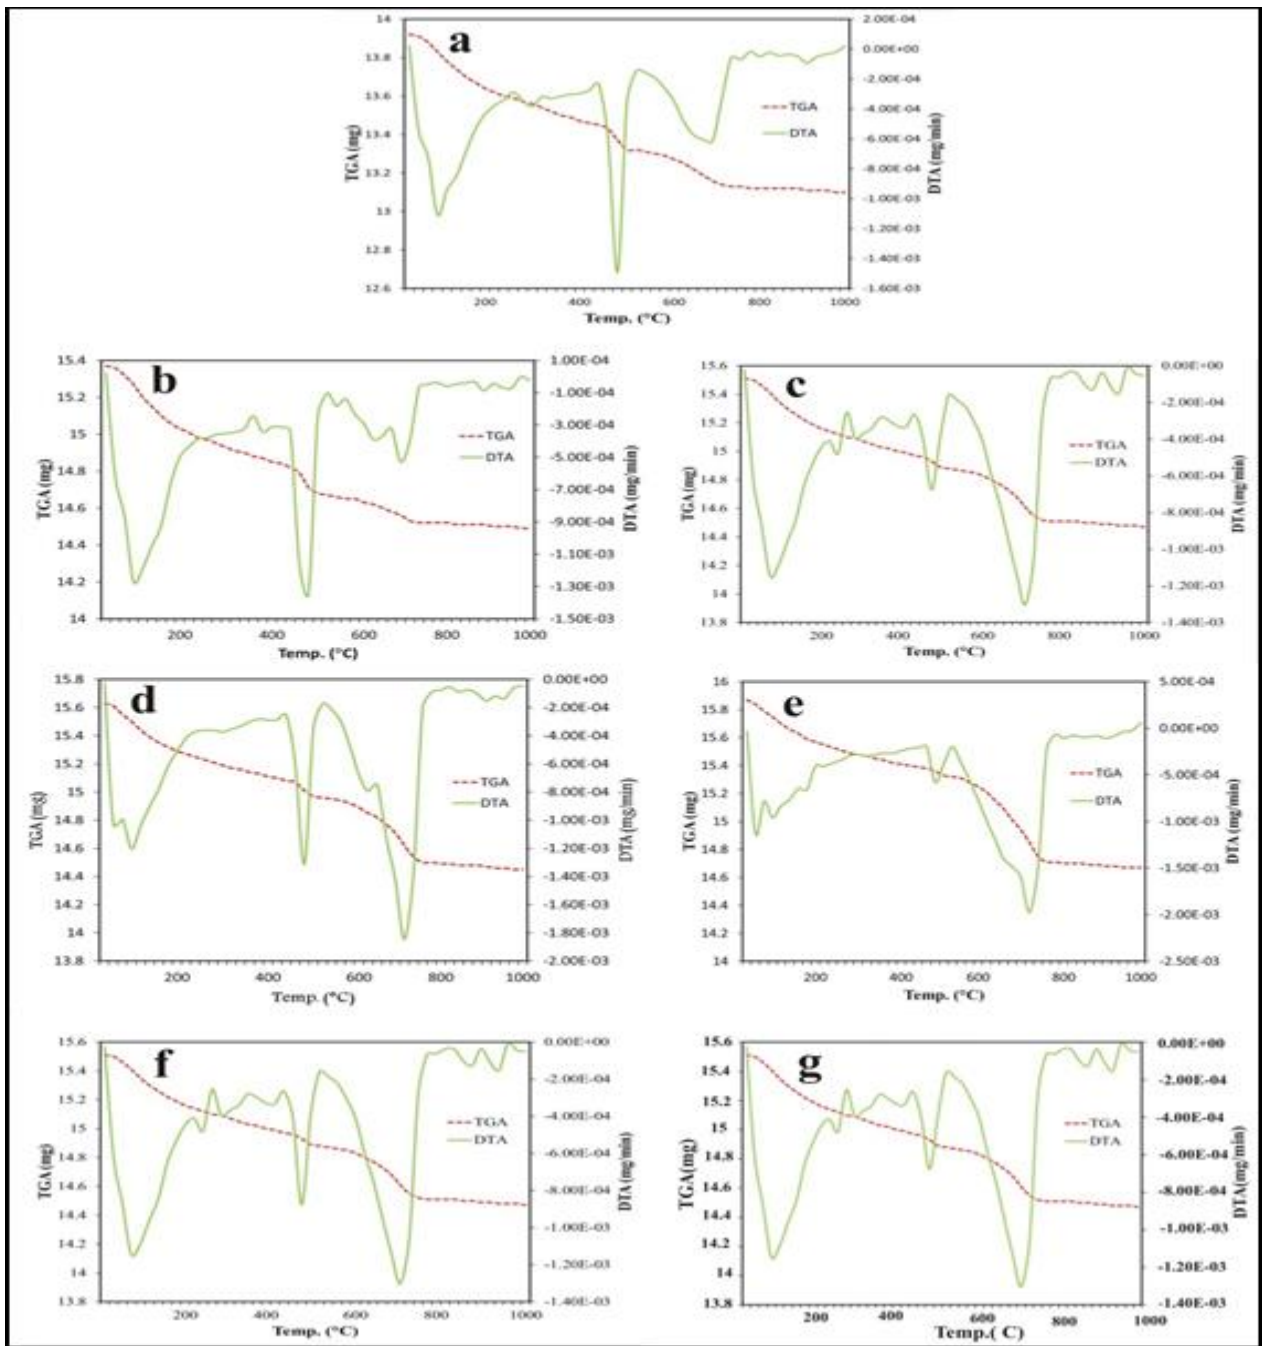 a
14
13.8
13.6
13.4
13.2
13
12.8
12.6
TGA (mg)
2.00E-04
0.00E+00
-2.00E-04
-4.00E-04
-6.00E-04
-8.00E-04
-1.00E-03
-1.20E-03
-1.40E-03
-1.60E-03
DTA (mg/min)
TGA
DTA
200 400 600 800 1000
Temp. (°C)
b
15.4
15.2
15
14.8
14.6
14.4
14.2
14
TGA (mg)
1.00E-04
-1.00E-04
-3.00E-04
-5.00E-04
-7.00E-04
-9.00E-04
-1.10E-03
-1.30E-03
-1.50E-03
DTA (mg/min)
TGA
DTA
200 400 500 600 800 1000
Temp. (°C)
c
15.6
15.4
15.2
15
14.8
14.6
14.4
14.2
14
13.8
TGA (mg)
0.00E+00
-2.00E-04
-4.00E-04
-6.00E-04
-8.00E-04
-1.00E-03
-1.20E-03
-1.40E-03
DTA (mg/min)
TGA
DTA
200 400 600 800 1000
Temp. (°C)
d
15.8
15.6
15.4
15.2
15
14.8
14.6
14.4
14.2
14
13.8
TGA (mg)
0.00E+00
-2.00E-04
-4.00E-04
-6.00E-04
-8.00E-04
-1.00E-03
-1.20E-03
-1.40E-03
-1.60E-03
-1.80E-03
-2.00E-03
DTA (mg/min)
TGA
DTA
200 400 500 600 800 1000
Temp. (°C)
e
16
15.8
15.6
15.4
15.2
15
14.8
14.6
14.4
14.2
14
TGA (mg)
5.00E-04
0.00E+00
-5.00E-04
-1.00E-03
-1.50E-03
-2.00E-03
-2.50E-03
DTA (mg/min)
TGA
DTA
200 400 500 600 800 1000
Temp. (°C)
f
15.6
15.4
15.2
15
14.8
14.6
14.4
14.2
14
13.8
TGA (mg)
0.00E+00
-2.00E-04
-4.00E-04
-6.00E-04
-8.00E-04
-1.00E-03
-1.20E-03
-1.40E-03
DTA (mg/min)
TGA
DTA
200 400 600 800 1000
Temp. (°C)
g
15.6
15.4
15.2
15
14.8
14.6
14.4
14.2
14
13.8
TGA(mg)
0.00E+00
-2.00E-04
-4.00E-04
-6.00E-04
-8.00E-04
-1.00E-03
-1.20E-03
-1.40E-03
DTA(mg/min)
TGA
DTA
200 400 600 800 1000
Temp.( C)